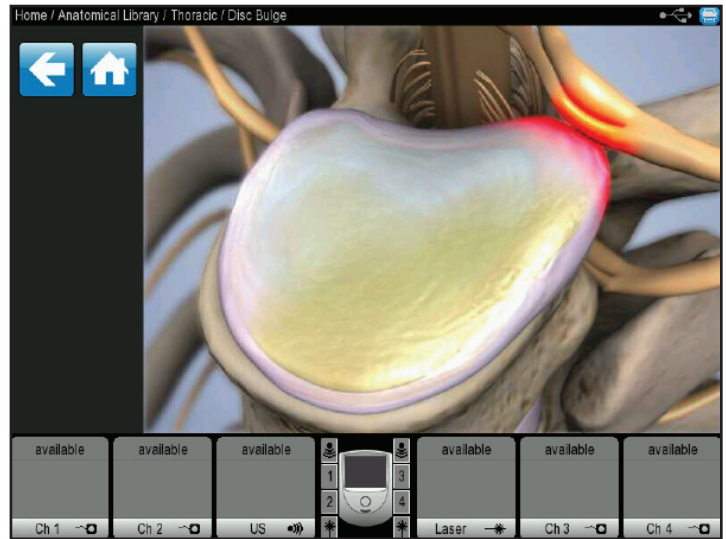 Home / Anatomical Library / Thoracic / Disc Bulge
available available available available available available
1 3
2 4
Ch 1 Ch 2 US Laser Ch 3 Ch 4